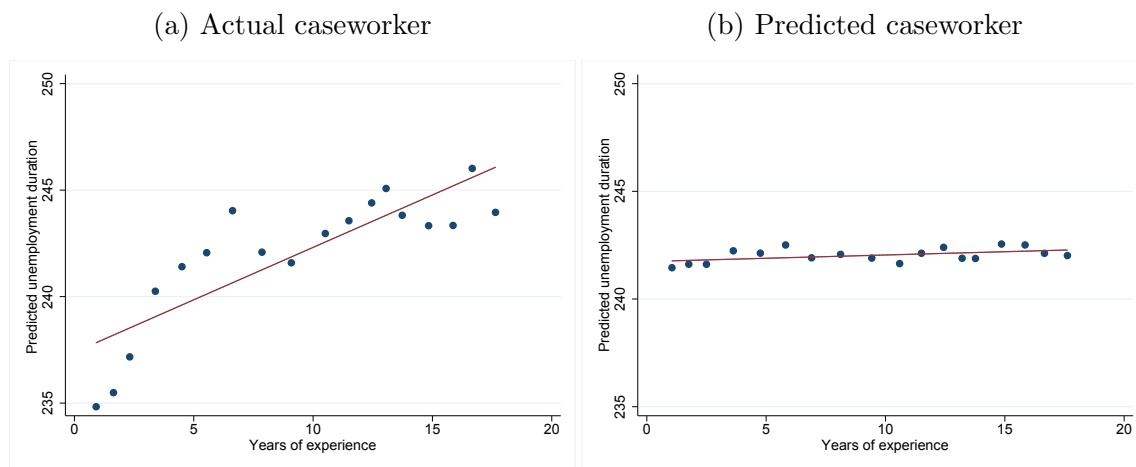 (a) Actual caseworker
Predicted unemployment duration
250
245
240
235
0 5 10 15 20
Years of experience
(b) Predicted caseworker
Predicted unemployment duration
250
245
240
235
0 5 10 15 20
Years of experience